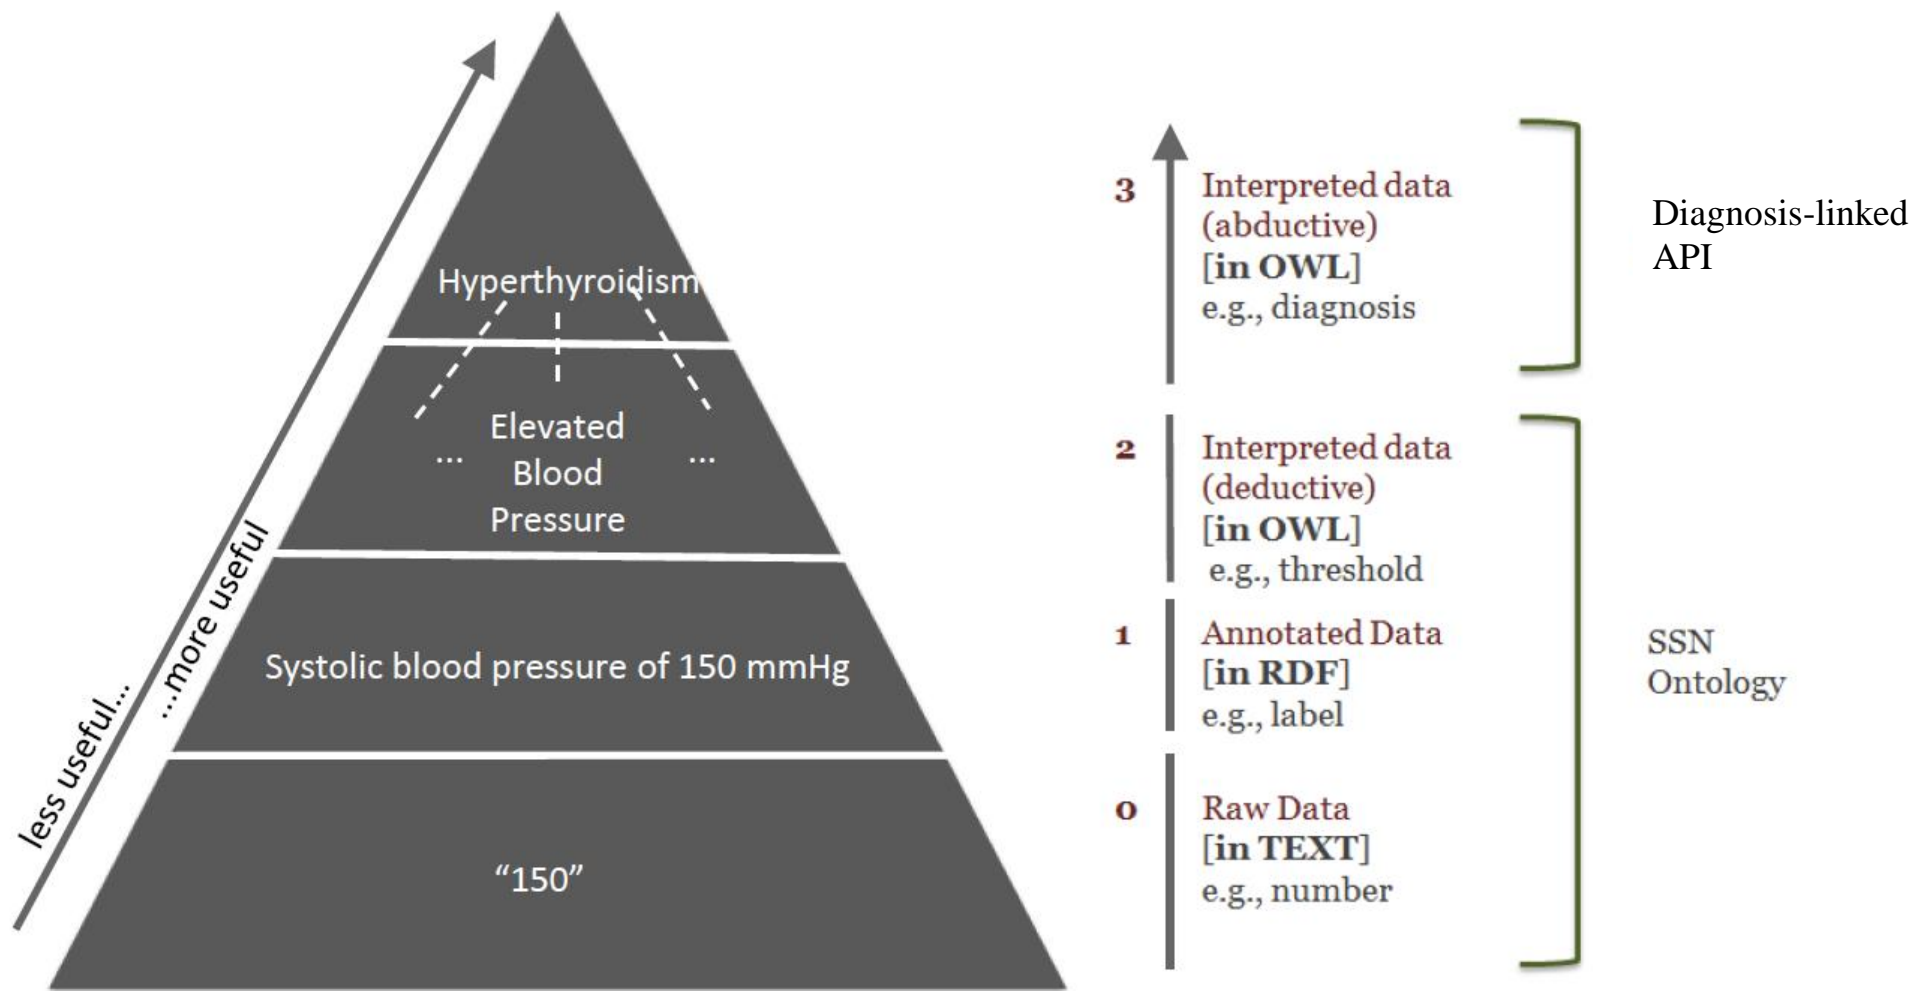 less useful...
...more useful
Hyperthyroidism
Elevated
Blood
Pressure
...
...
Systolic blood pressure of 150 mmHg
“150”
3
Interpreted data
(abductive)
[in OWL]
e.g., diagnosis
2
Interpreted data
(deductive)
[in OWL]
e.g., threshold
1
Annotated Data
[in RDF]
e.g., label
0
Raw Data
[in TEXT]
e.g., number
Diagnosis-linked
API
SSN
Ontology